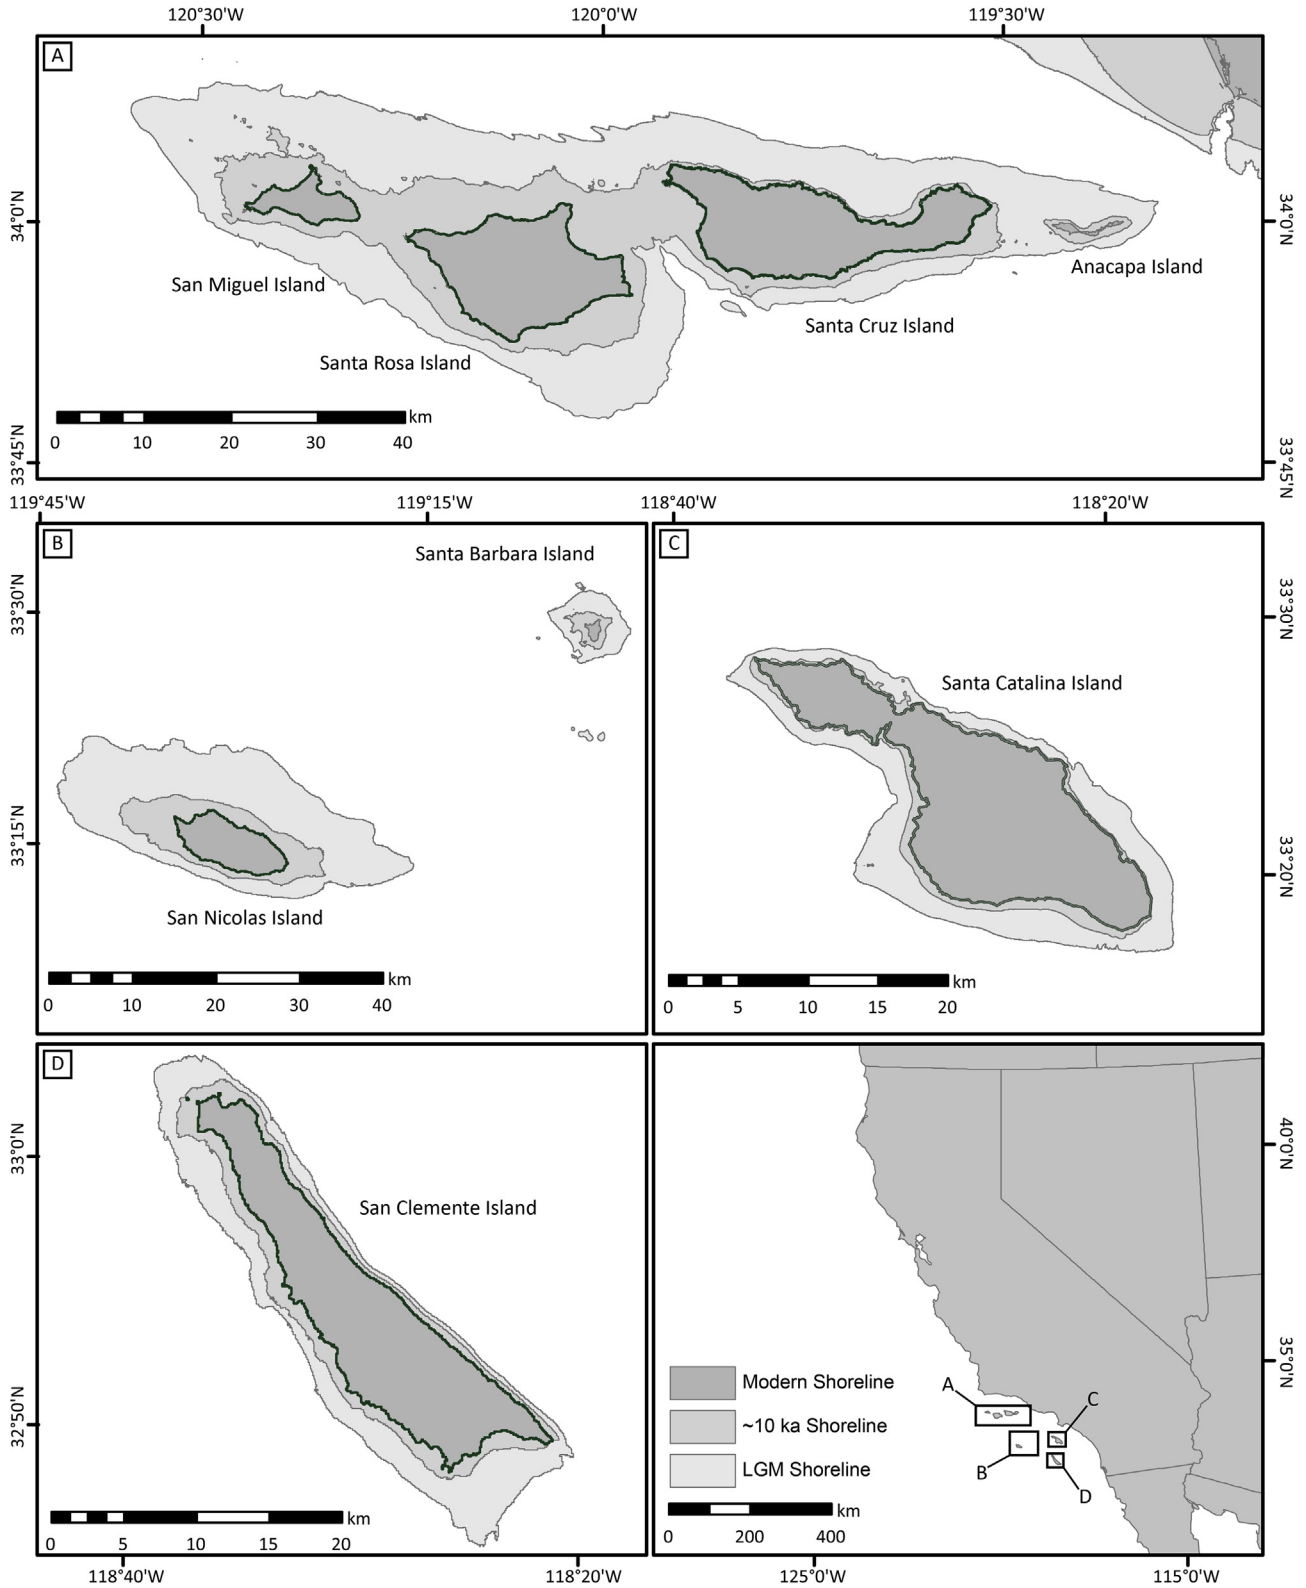 120°30'W 120°0'W 119°30'W
A
34°0'N 34°0'N
San Miguel Island
Anacapa Island
Santa Cruz Island
Santa Rosa Island
km
0 10 20 30 40
33°45'N 33°45'N
119°45'W 119°15'W 118°40'W 118°20'W
B
Santa Barbara Island
33°30'N
33°15'N
San Nicolas Island
km
0 10 20 30 40
C
33°30'N
Santa Catalina Island
33°20'N
km
0 5 10 15 20
D
33°0'N
San Clemente Island
32°50'N
km
0 5 10 15 20
118°40'W 118°20'W
40°0'N
35°0'N
Modern Shoreline
~10 ka Shoreline
LGM Shoreline
A
C
B
D
km
0 200 400
125°0'W 115°0'W